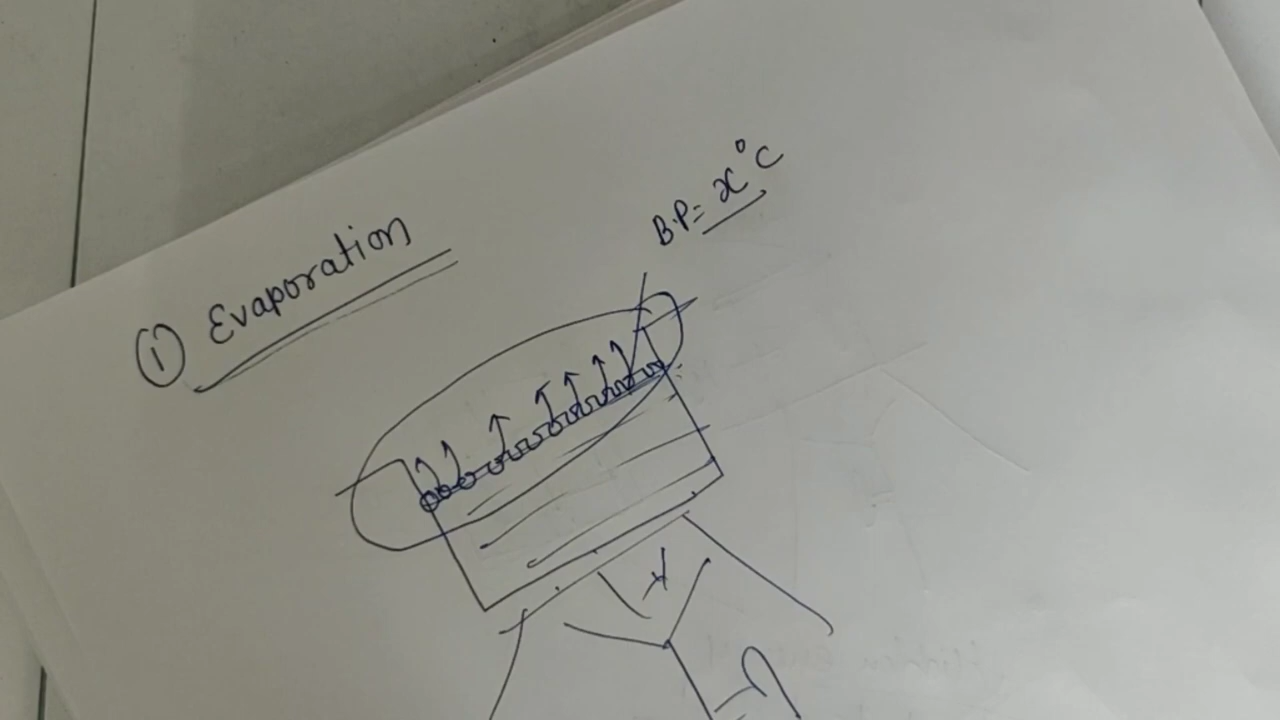 ① Evaporation
B.P= x°C